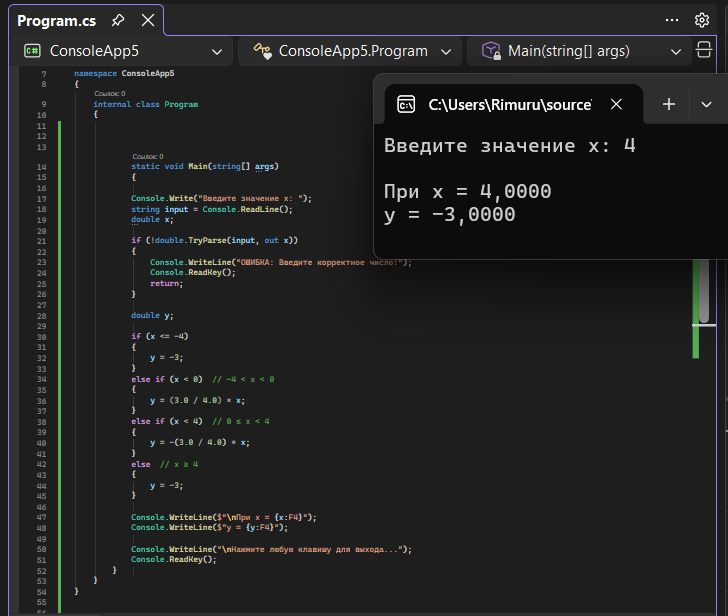 Program.cs
C# ConsoleApp5
ConsoleApp5.Program
Main(string[] args)
C:\Users\Rimuru\source\
Введите значение x: 4
При x = 4,0000
y = -3,0000
7 namespace ConsoleApp5
8 {
Ссылок: 0
9 internal class Program
10 {
11
12
13
Ссылок: 0
14 static void Main(string[] args)
15 {
16
17 Console.Write("Введите значение x: ");
18 string input = Console.ReadLine();
19 double x;
20
21 if (!double.TryParse(input, out x))
22 {
23 Console.WriteLine("ОШИБКА: Введите корректное число!");
24 Console.ReadKey();
25 return;
26 }
27
28 double y;
29
30 if (x <= -4)
31 {
32 y = -3;
33 }
34 else if (x < 0) // -4 < x < 0
35 {
36 y = (3.0 / 4.0) * x;
37 }
38 else if (x < 4) // 0 ≤ x < 4
39 {
40 y = -(3.0 / 4.0) * x;
41 }
42 else // x ≥ 4
43 {
44 y = -3;
45 }
46
47 Console.WriteLine($"\nПри x = {x:F4}");
48 Console.WriteLine($"y = {y:F4}");
49
50 Console.WriteLine("\nНажмите любую клавишу для выхода...");
51 Console.ReadKey();
52 }
53 }
54 }
55